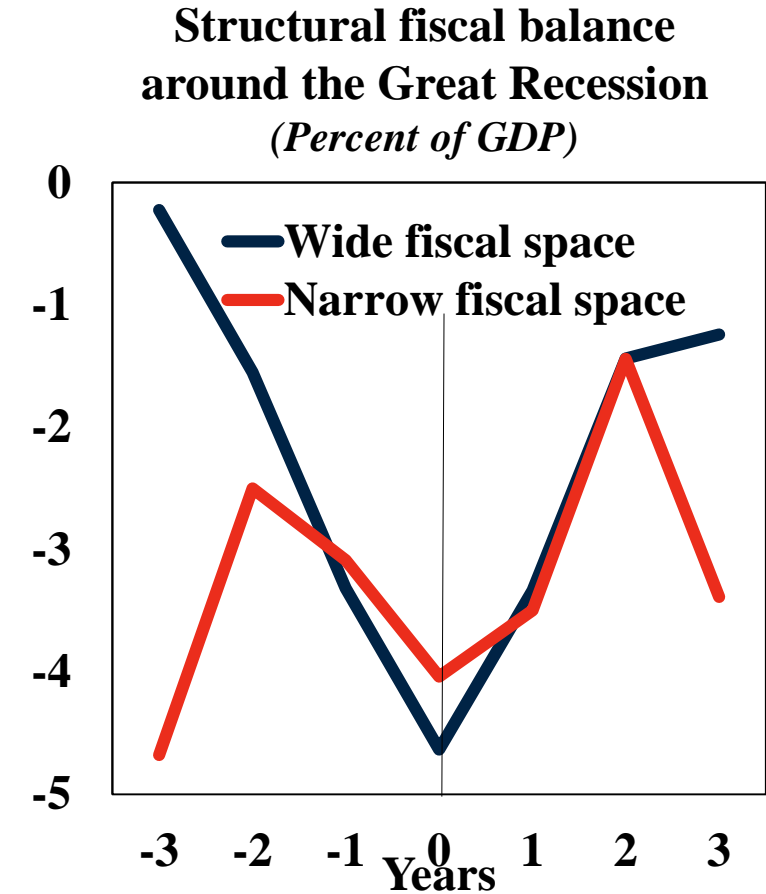 Structural fiscal balance
around the Great Recession
(Percent of GDP)
0
Wide fiscal space
Narrow fiscal space
-1
-2
-3
-4
-5
-3 -2 -1 0 1 2 3
Years